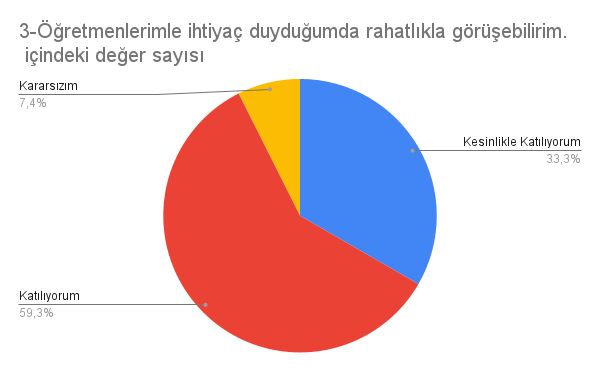 3-Öğretmenlerimle ihtiyaç duyduğumda rahatlıkla görüşebilirim.
içindeki değer sayısı
Kararsızım
7,4%
Kesinlikle Katılıyorum
33,3%
Katılıyorum
59,3%